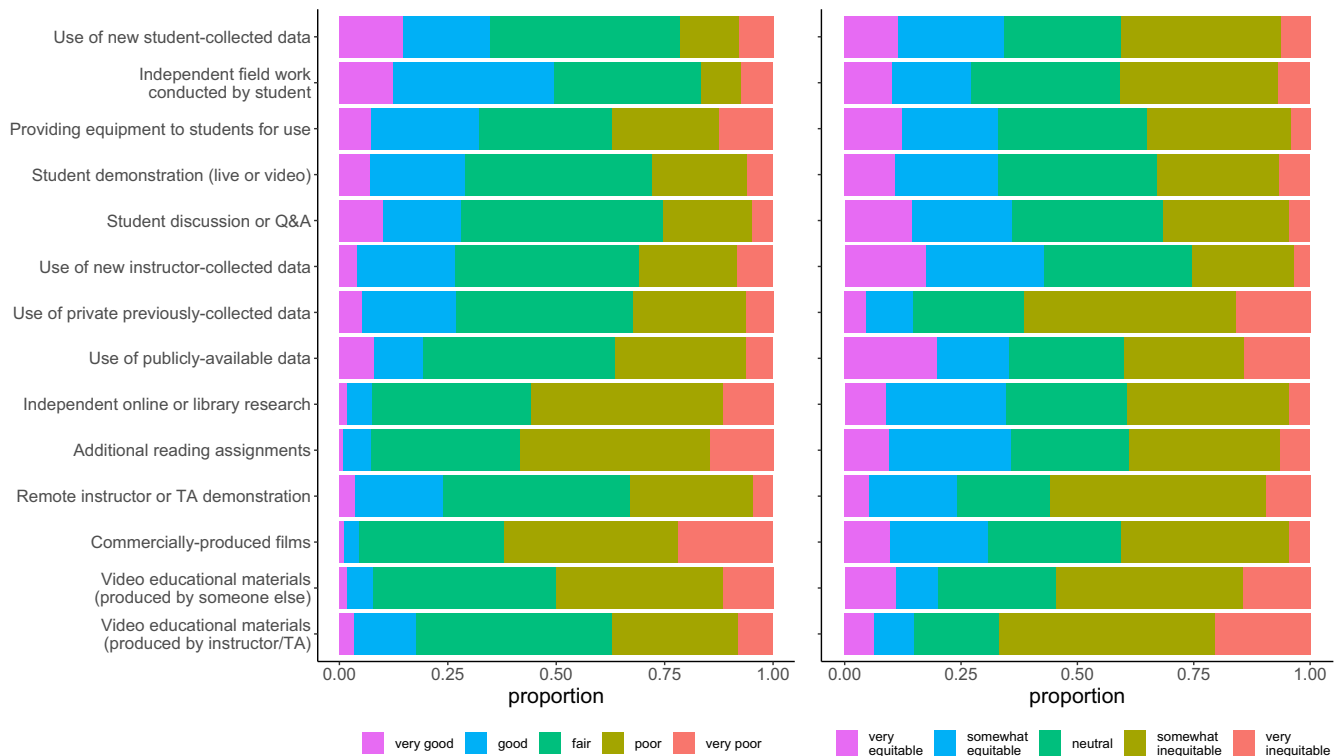 Use of new student-collected data
Independent field work
conducted by student
Providing equipment to students for use
Student demonstration (live or video)
Student discussion or Q&A
Use of new instructor-collected data
Use of private previously-collected data
Use of publicly-available data
Independent online or library research
Additional reading assignments
Remote instructor or TA demonstration
Commercially-produced films
Video educational materials
(produced by someone else)
Video educational materials
(produced by instructor/TA)
0.00 0.25 0.50 0.75 1.00
proportion
very good good fair poor very poor
0.00 0.25 0.50 0.75 1.00
proportion
very
equitable
somewhat
equitable
neutral
somewhat
inequitable
very
inequitable